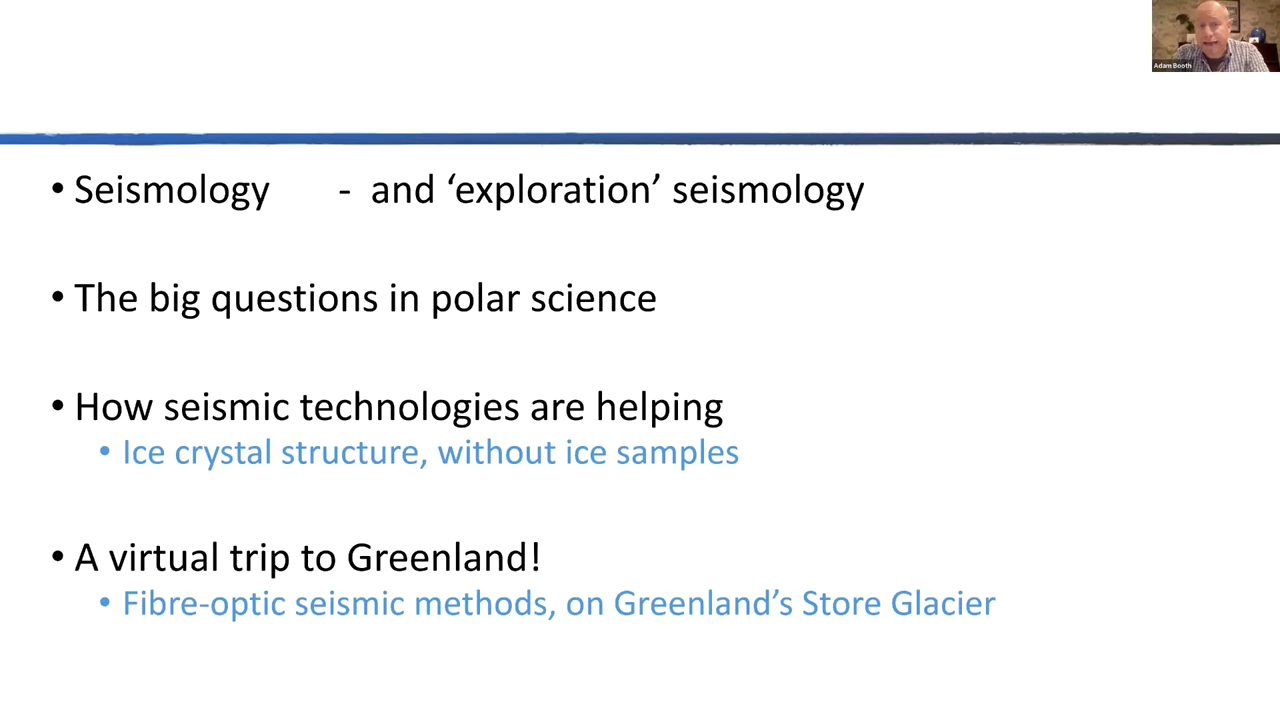 Adam Booth
• Seismology - and ‘exploration’ seismology
• The big questions in polar science
• How seismic technologies are helping
• Ice crystal structure, without ice samples
• A virtual trip to Greenland!
• Fibre-optic seismic methods, on Greenland’s Store Glacier